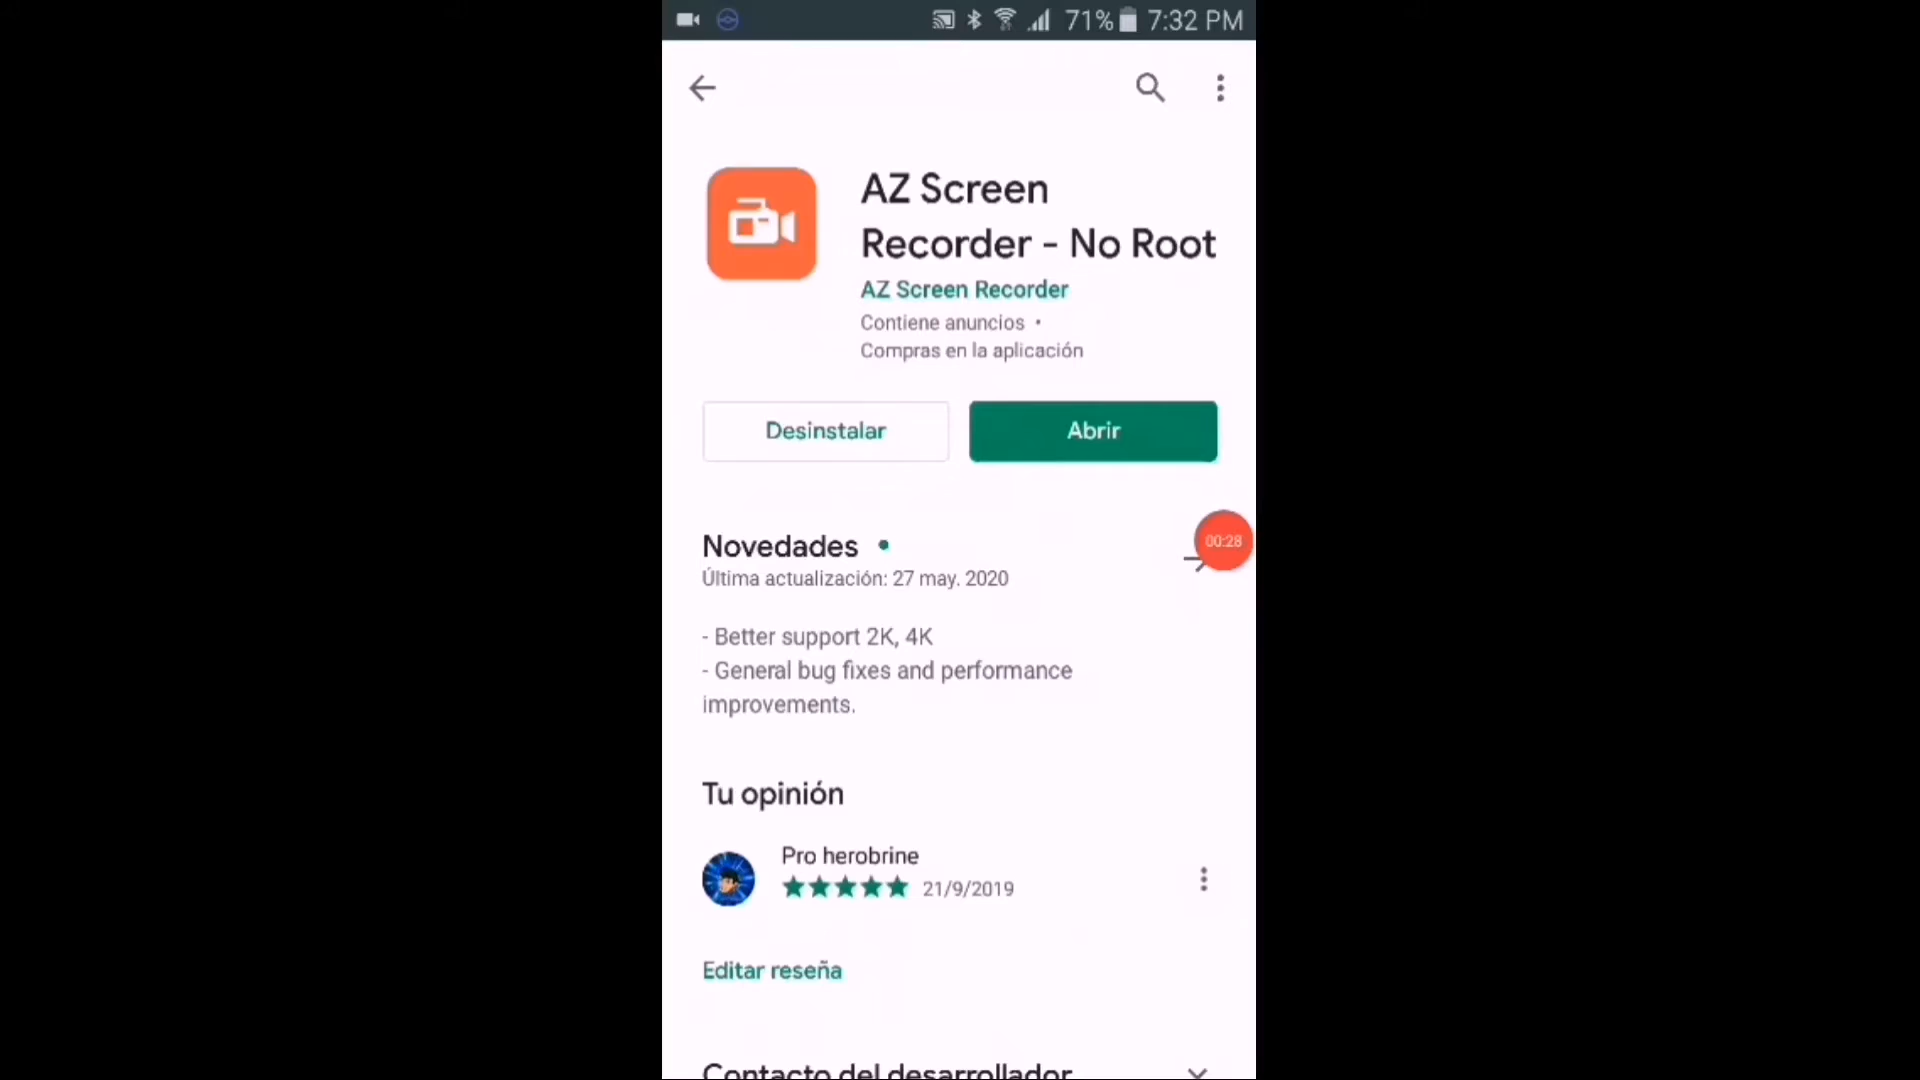 71% 7:32 PM
AZ Screen
Recorder - No Root
AZ Screen Recorder
Contiene anuncios •
Compras en la aplicación
Desinstalar
Abrir
Novedades •
00:28
Última actualización: 27 may. 2020
- Better support 2K, 4K
- General bug fixes and performance
improvements.
Tu opinión
Pro herobrine
21/9/2019
Editar reseña
Contacto del desarrollador